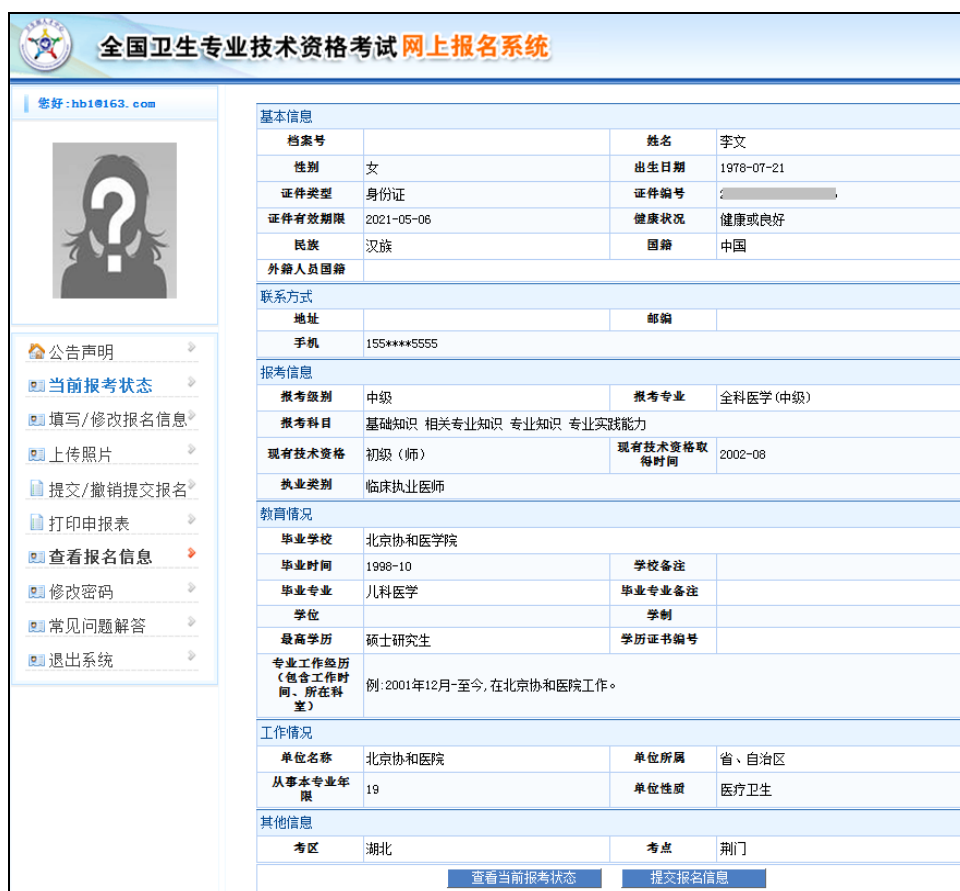 全国卫生专业技术资格考试网上报名系统
您好:hb1@163.com
公告声明
当前报考状态
填写/修改报名信息
上传照片
提交/撤销提交报名
打印申报表
查看报名信息
修改密码
常见问题解答
退出系统
基本信息
档案号 姓名 李文
性别 女 出生日期 1978-07-21
证件类型 身份证 证件编号
证件有效期限 2021-05-06 健康状况 健康或良好
民族 汉族 国籍 中国
外籍人员国籍
联系方式
地址 邮编
手机 155****5555
报考信息
报考级别 中级 报考专业 全科医学(中级)
报考科目 基础知识 相关专业知识 专业知识 专业实践能力
现有技术资格 初级（师） 现有技术资格取
得时间 2002-08
执业类别 临床执业医师
教育情况
毕业学校 北京协和医学院
毕业时间 1998-10 学校备注
毕业专业 儿科医学 毕业专业备注
学位 学制
最高学历 硕士研究生 学历证书编号
专业工作经历
（包含工作时
间、所在科
室） 例:2001年12月-至今,在北京协和医院工作。
工作情况
单位名称 北京协和医院 单位所属 省、自治区
从事本专业年
限 19 单位性质 医疗卫生
其他信息
考区 湖北 考点 荆门
查看当前报考状态 提交报名信息